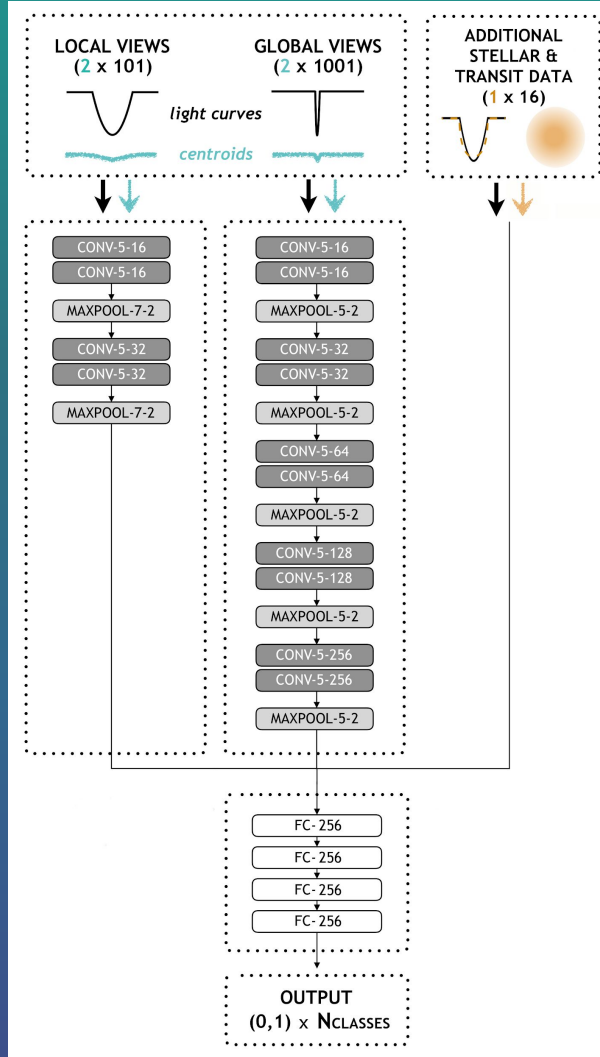 LOCAL VIEWS
(2 x 101)
GLOBAL VIEWS
(2 x 1001)
light curves
centroids
ADDITIONAL
STELLAR &
TRANSIT DATA
(1 x 16)
CONV-5-16
CONV-5-16
MAXPOOL-7-2
CONV-5-32
CONV-5-32
MAXPOOL-7-2
CONV-5-16
CONV-5-16
MAXPOOL-5-2
CONV-5-32
CONV-5-32
MAXPOOL-5-2
CONV-5-64
CONV-5-64
MAXPOOL-5-2
CONV-5-128
CONV-5-128
MAXPOOL-5-2
CONV-5-256
CONV-5-256
MAXPOOL-5-2
FC-256
FC-256
FC-256
FC-256
OUTPUT
(0,1) x NCLASSES